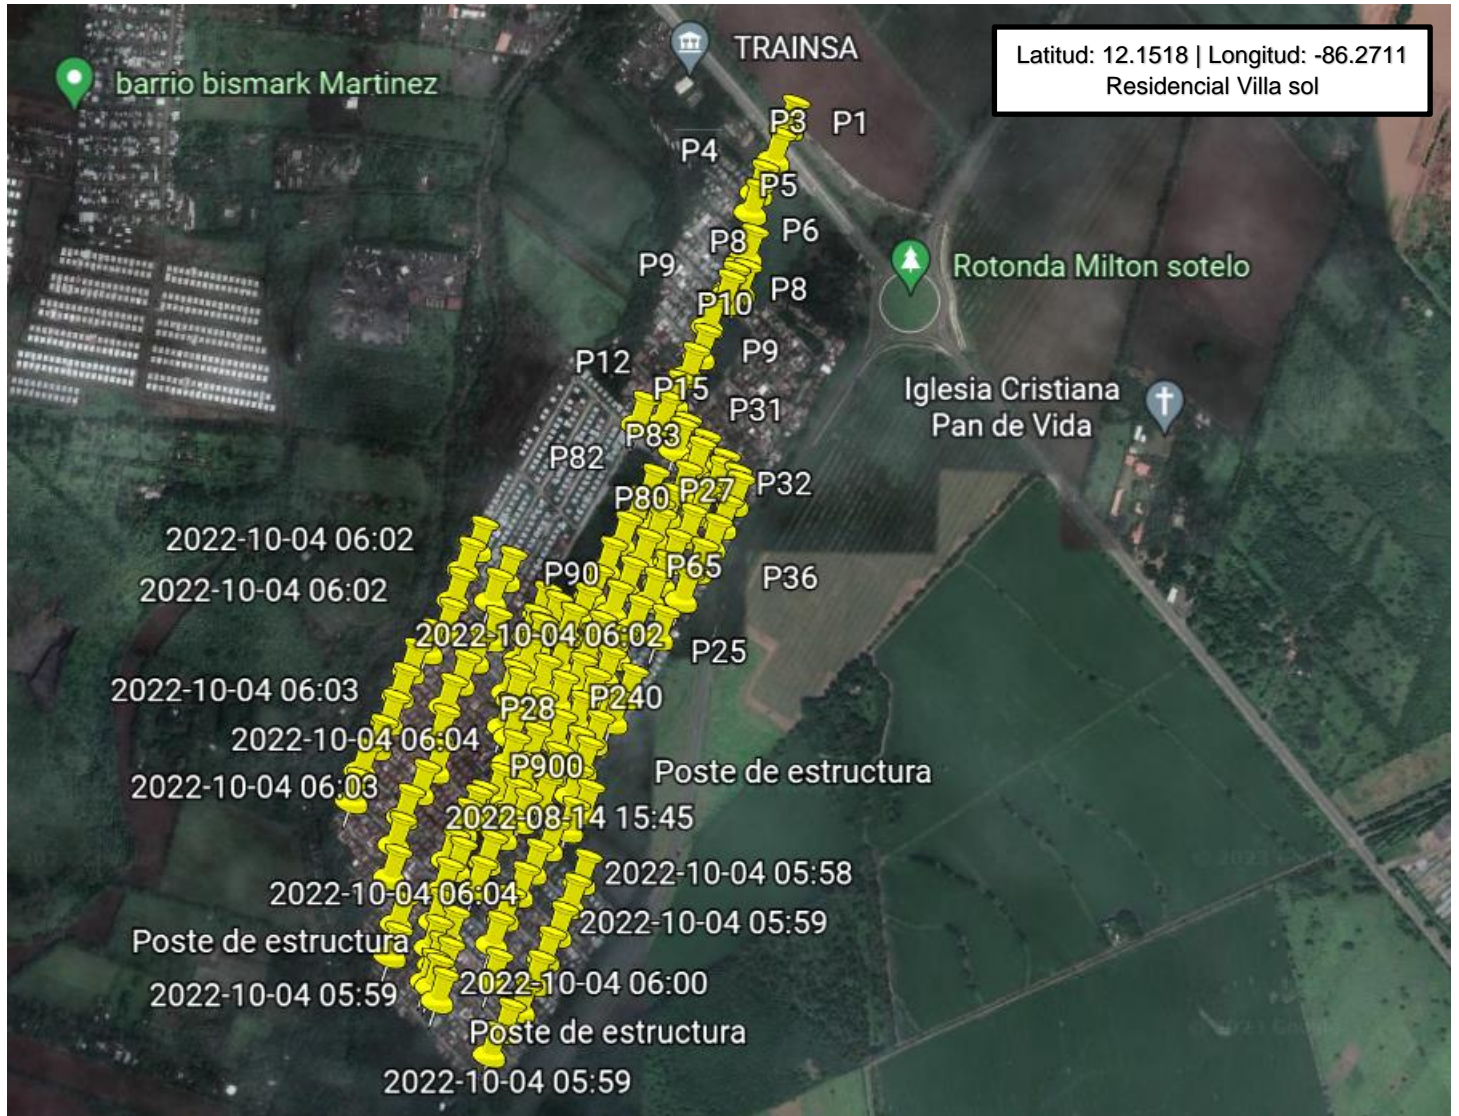 TRAINSA
Latitud: 12.1518 | Longitud: -86.2711
Residencial Villa sol
barrio bismark Martinez
P3
P1
P4
P5
P6
P8
P9
Rotonda Milton sotelo
P8
P10
P9
P12
P15
Iglesia Cristiana
Pan de Vida
P31
P83
P82
P32
P27
P80
2022-10-04 06:02
P65
P90
P36
2022-10-04 06:02
2022-10-04 06:02
P25
2022-10-04 06:03
P240
P28
2022-10-04 06:04
P900
Poste de estructura
2022-10-04 06:03
2022-08-14 15:45
2022-10-04 05:58
2022-10-04 06:04
2022-10-04 05:59
Poste de estructura
2022-10-04 06:00
2022-10-04 05:59
Poste de estructura
2022-10-04 05:59